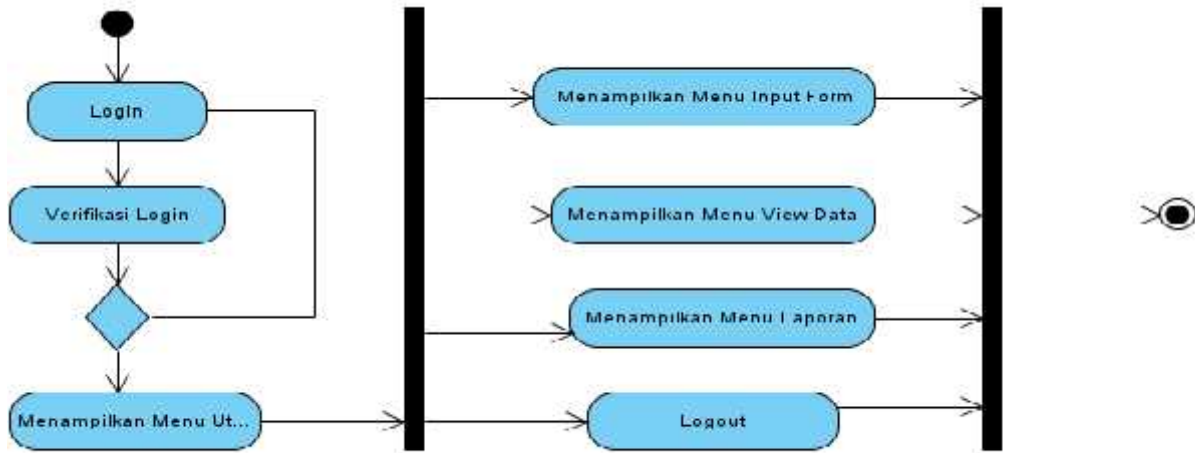 Login
Verifikasi Login
Menampilkan Menu Ut...
Menampilkan Menu Input Form
Menampilkan Menu View Data
Menampilkan Menu Laporan
Logout